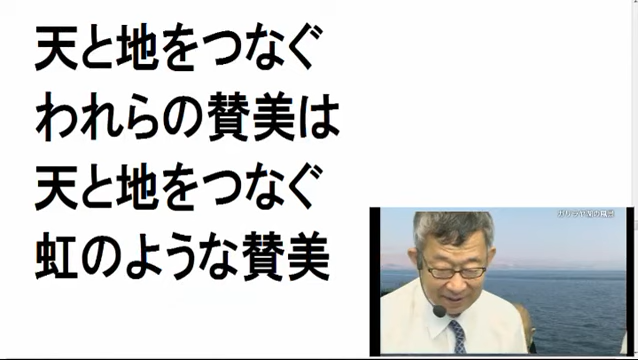 天と地をつなぐ
われらの賛美は
天と地をつなぐ
虹のような賛美